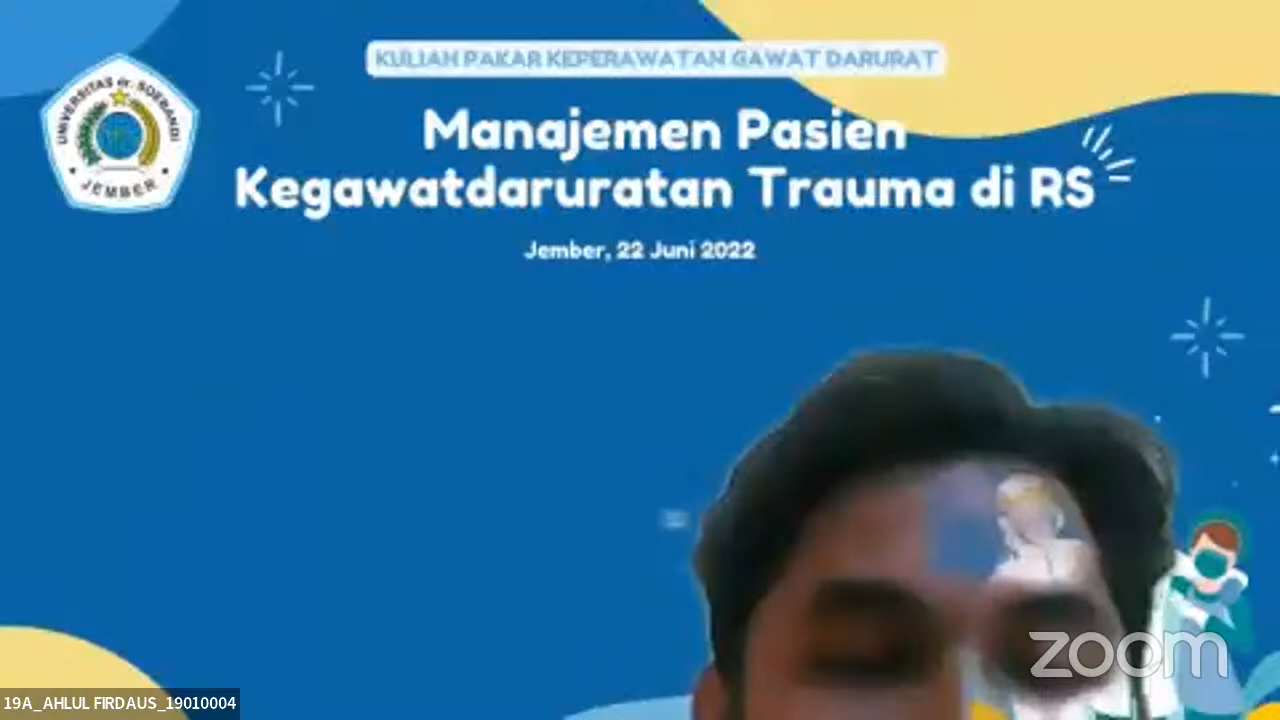 KULIAH PAKAR KEPERAWATAN GAWAT DARURAT
Manajemen Pasien
Kegawatdaruratan Trauma di RS
Jember, 22 Juni 2022
UNIVERSITAS dr. SOEBANDI
JEMBER
zoom
19A_AHLUL FIRDAUS_19010004